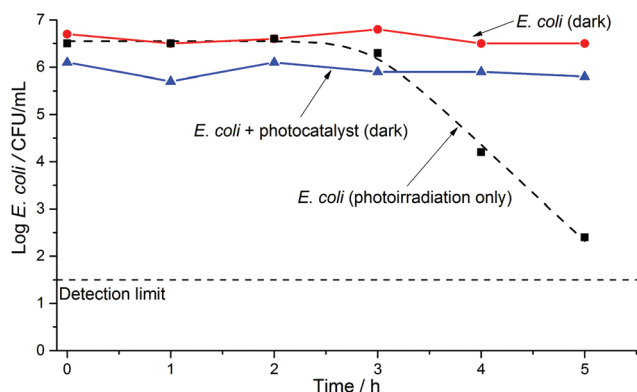 7
6
5
4
3
2
1
0
Log E. coli / CFU/mL
E. coli (dark)
E. coli + photocatalyst (dark)
E. coli (photoirradiation only)
Detection limit
0 1 2 3 4 5
Time / h